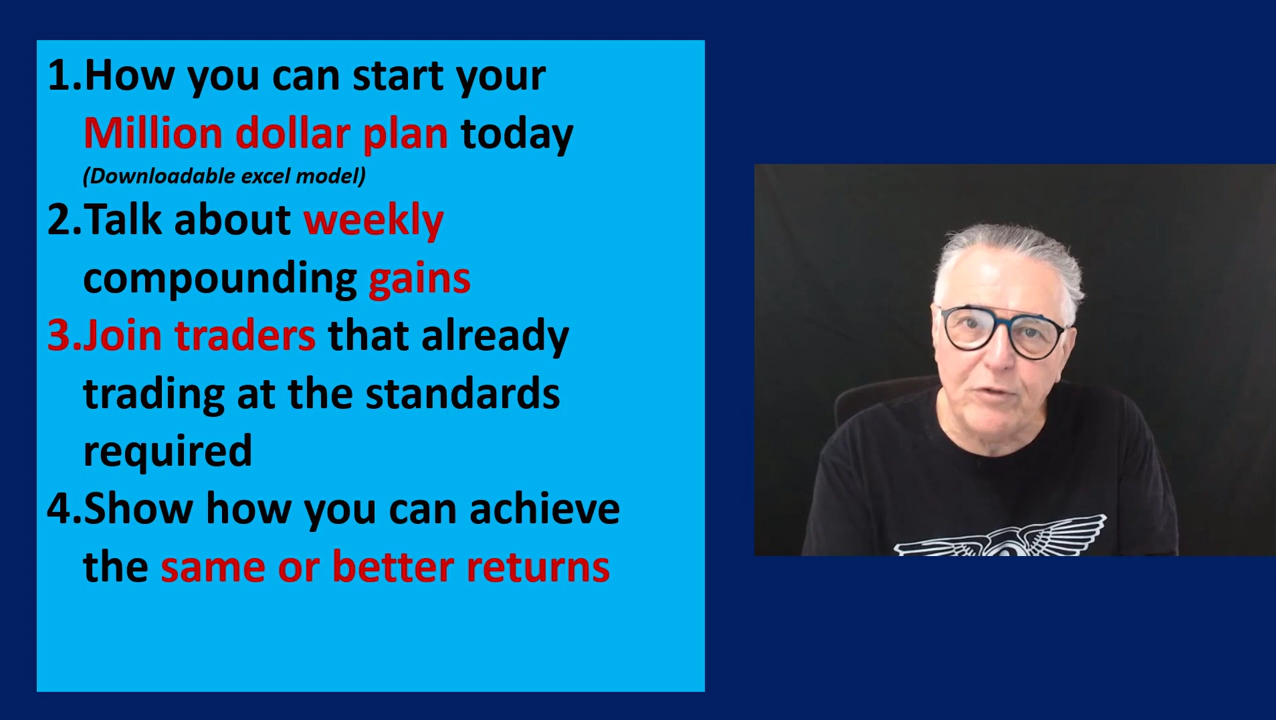 1.How you can start your
Million dollar plan today
(Downloadable excel model)
2.Talk about weekly
compounding gains
3.Join traders that already
trading at the standards
required
4.Show how you can achieve
the same or better returns